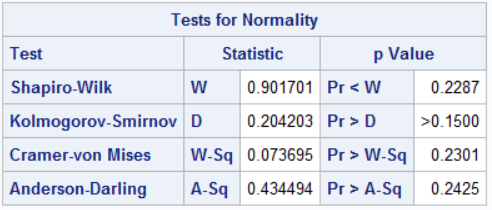 Tests for Normality
Test Statistic p Value
Shapiro-Wilk W 0.901701 Pr < W 0.2287
Kolmogorov-Smirnov D 0.204203 Pr > D >0.1500
Cramer-von Mises W-Sq 0.073695 Pr > W-Sq 0.2301
Anderson-Darling A-Sq 0.434494 Pr > A-Sq 0.2425